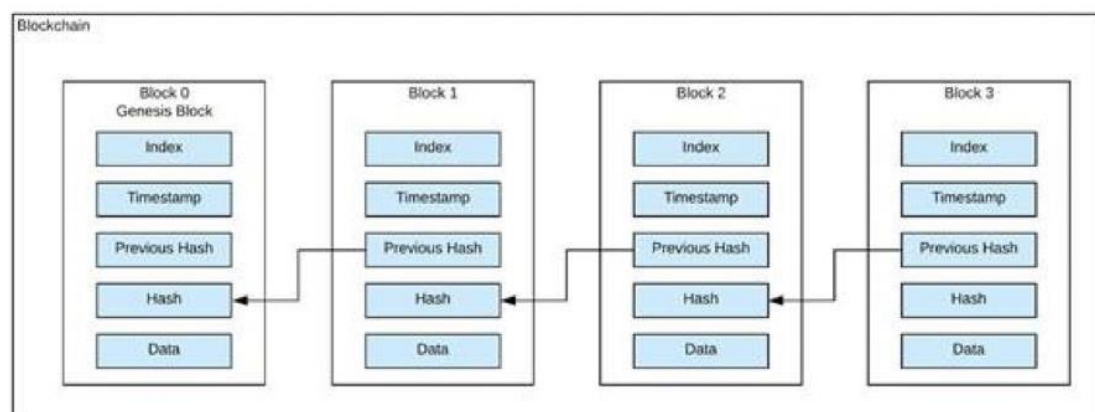 Blockchain
Block 0
Genesis Block
Index
Timestamp
Previous Hash
Hash
Data
Block 1
Index
Timestamp
Previous Hash
Hash
Data
Block 2
Index
Timestamp
Previous Hash
Hash
Data
Block 3
Index
Timestamp
Previous Hash
Hash
Data